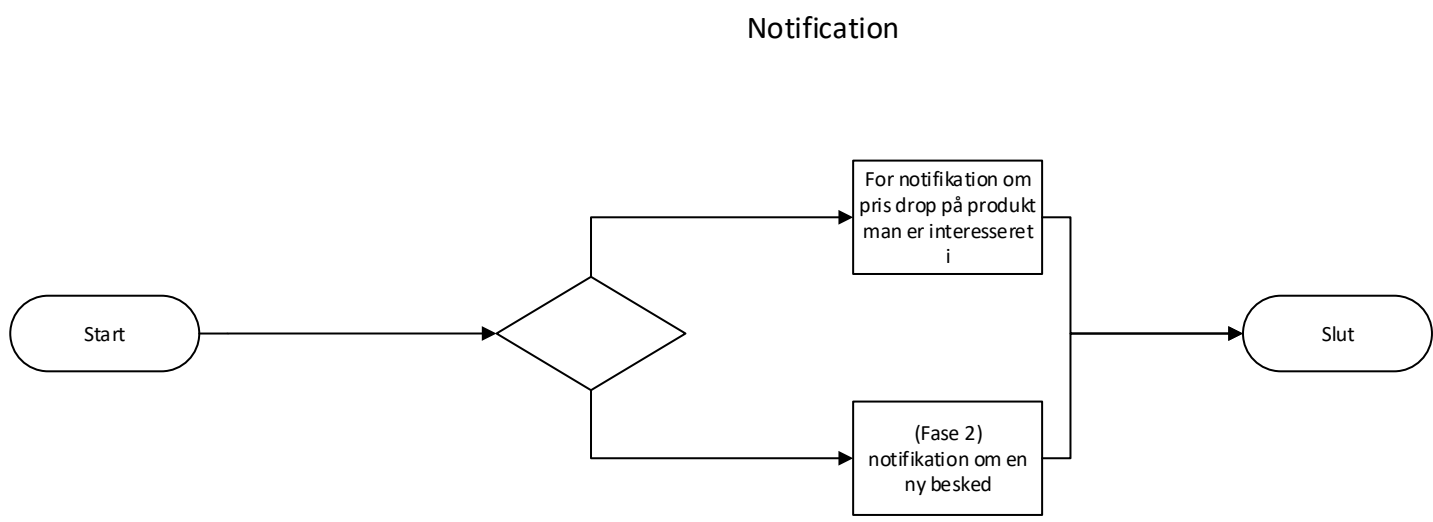 Notification
For notifikation om
pris drop på produkt
man er interesseret
i
Start
Slut
(Fase 2)
notifikation om en
ny besked